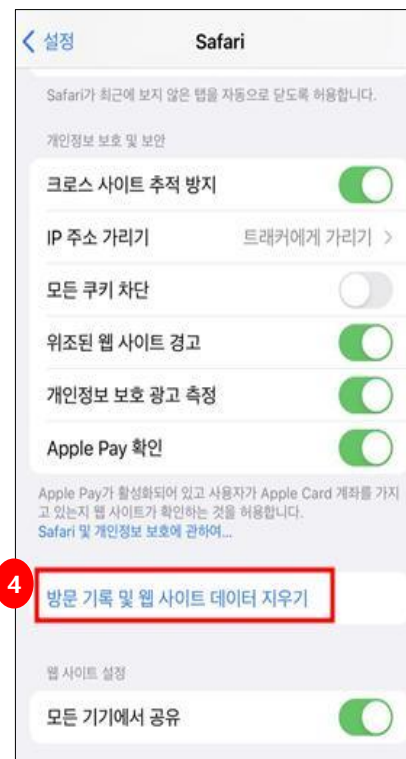 설정 Safari
Safari가 최근에 보지 않은 탭을 자동으로 닫도록 허용합니다.
개인정보 보호 및 보안
크로스 사이트 추적 방지
IP 주소 가리기 트래커에게 가리기
모든 쿠키 차단
위조된 웹 사이트 경고
개인정보 보호 광고 측정
Apple Pay 확인
Apple Pay가 활성화되어 있고 사용자가 Apple Card 계좌를 가지
고 있는지 웹 사이트가 확인하는 것을 허용합니다.
Safari 및 개인정보 보호에 관하여...
4 방문 기록 및 웹 사이트 데이터 지우기
웹 사이트 설정
모든 기기에서 공유